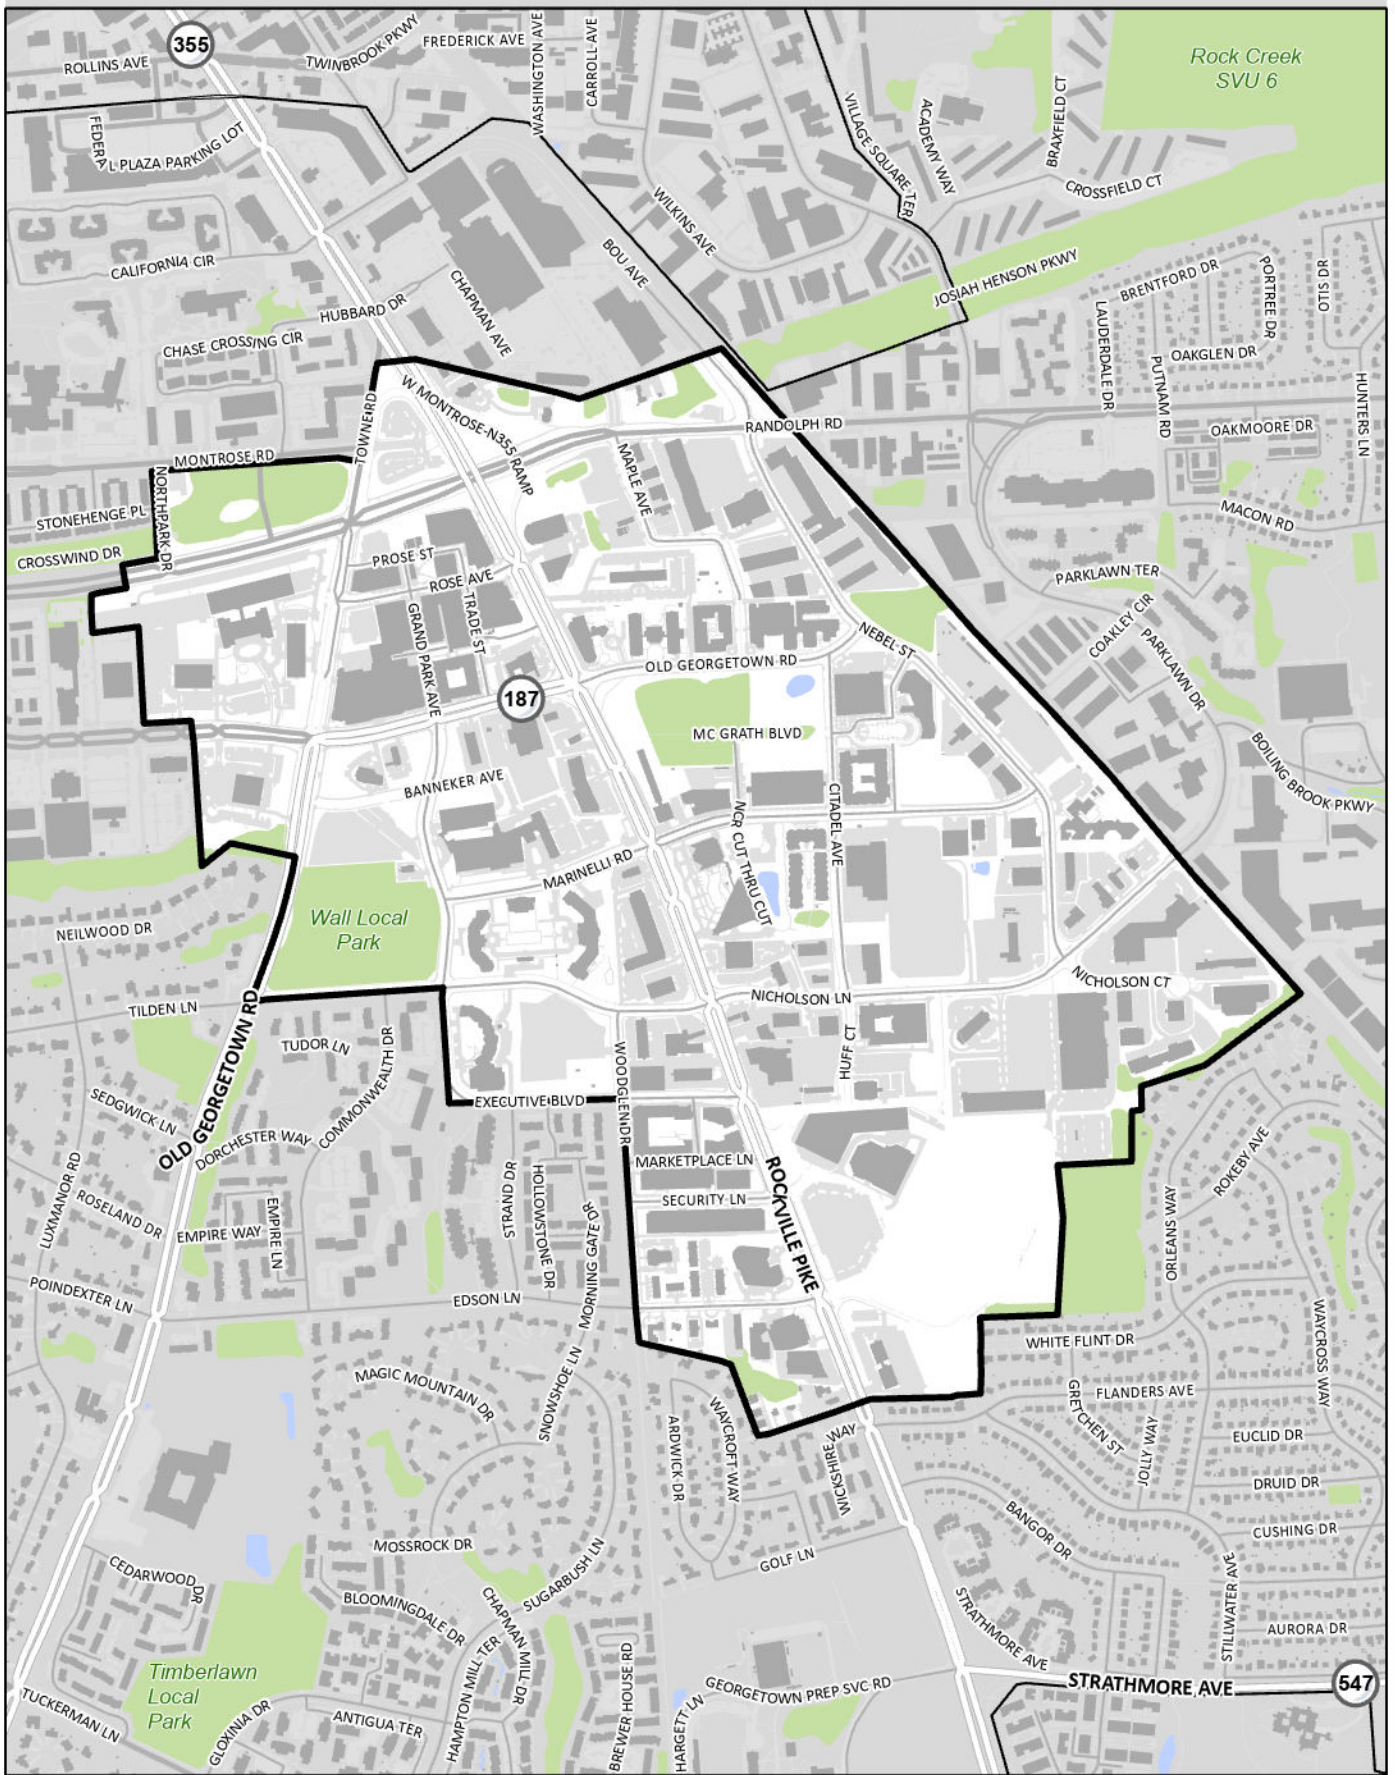 355
ROLLINS AVE
TWINBROOK PKWY
FREDERICK AVE
WASHINGTON AVE
CARROLL AVE
Rock Creek
SVU 6
FEDERA
L PLAZA PARKING LOT
VILLAGE SQUARE TER
ACADEMY WAY
BRAXFIELD CT
CROSSFIELD CT
WILKINS AVE
BOU AVE
CALIFORNIA CIR
CHAPMAN AVE
HUBBARD DR
CHASE CROSSING CIR
JOSIAH HENSON PKWY
BRENTFORD DR
PORTREE DR
OTIS DR
LAUDERDALE DR
OAKGLEN DR
PUTNAM RD
HUNTERS LN
TOWNE RD
W MONTROSE-N355 RAMP
RANDOLPH RD
OAKMOORE DR
MONTROSE RD
NORTHPARK DR
MAPLE AVE
STONEHENGE PL
CROSSWIND DR
MACON RD
PROSE ST
ROSE AVE
TRADE ST
GRAND PARK AVE
PARKLAWN TER
COAKLEY CIR
PARKLAWN DR
NEBEL ST
OLD GEORGETOWN RD
187
MC GRATH BLVD
BOILING BROOK PKWY
BANNEKER AVE
NCR CUT THRU CUT
CITADEL AVE
MARINELLI RD
Wall Local
Park
NEILWOOD DR
TILDEN LN
NICHOLSON LN
NICHOLSON CT
OLD GEORGETOWN RD
TUDOR LN
COMMONWEALTH DR
WOODGLEN DR
HUFF CT
SEDGWICK LN
DORCHESTER WAY
EXECUTIVE BLVD
LUXMANOR RD
ROSELAND DR
EMPIRE WAY
EMPIRE LN
STRAND DR
HOLLOWSTONE DR
MORNING GATE DR
MARKETPLACE LN
SECURITY LN
ROCKVILLE PIKE
ROKEBY AVE
ORLEANS WAY
POINDEXTER LN
EDSON LN
WAYCROSS WAY
WHITE FLINT DR
MAGIC MOUNTAIN DR
SNOWSHOE LN
ARDWICK DR
WAYCROFT WAY
WICKSHIRE WAY
FLANDERS AVE
GRETCHEN ST
JOLLY WAY
EUCLID DR
DRUID DR
BANGOR DR
CUSHING DR
MOSSROCK DR
CEDARWOOD DR
SUGARBUSH LN
GOLF LN
BLOOMINGDALE DR
CHAPMAN MILL DR
STRATHMORE AVE
STILLWATER AVE
AURORA DR
Timberlawn
Local
Park
HAMPTON MILL TER
BREWER HOUSE RD
GEORGETOWN PREP SVC RD
STRATHMORE AVE
547
TUCKERMAN LN
GLOXINIA DR
ANTIGUA TER
HARGETT LN